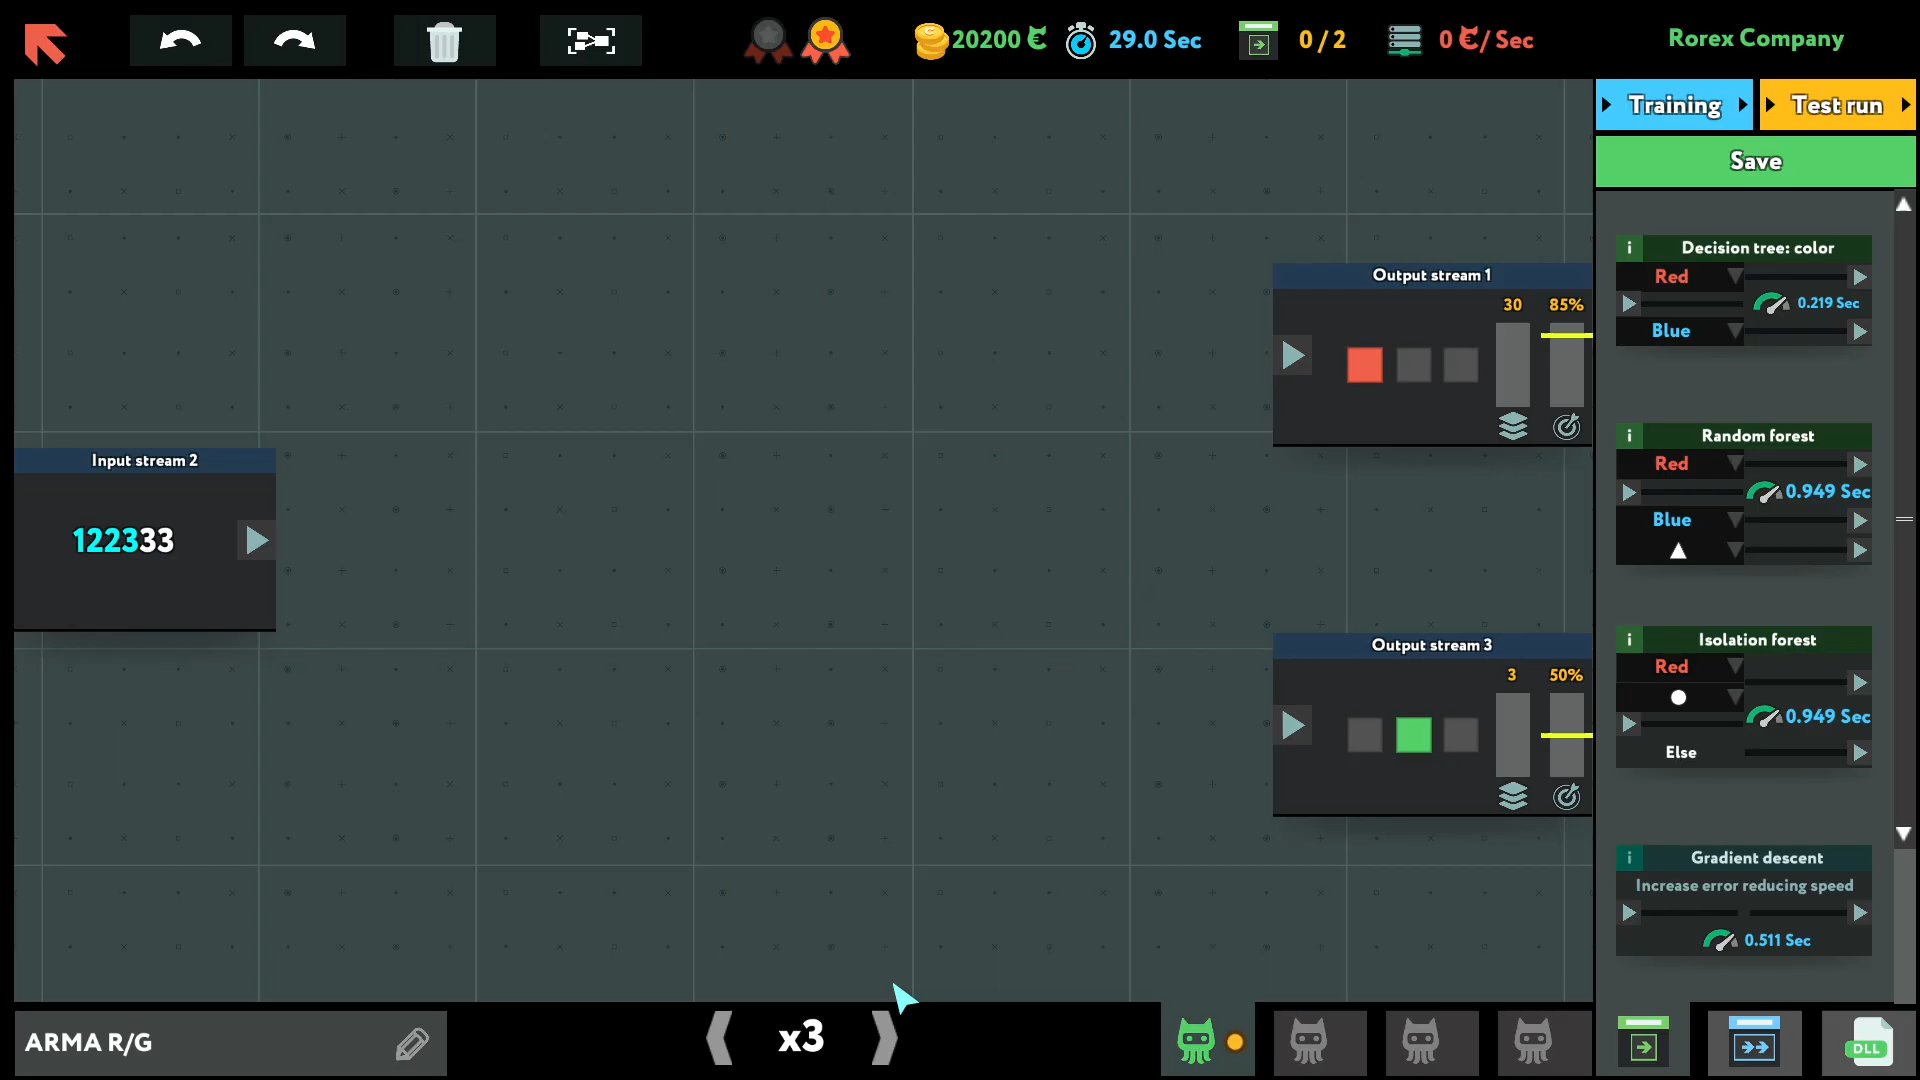 20200 €
29.0 Sec
0 / 2
0 €/ Sec
Rorex Company
Training
Test run
Save
Decision tree: color
Red
0.219 Sec
Blue
Output stream 1
30
85%
Random forest
Red
0.949 Sec
Blue
Input stream 2
122333
Output stream 3
3
50%
Isolation forest
Red
0.949 Sec
Else
Gradient descent
Increase error reducing speed
0.511 Sec
ARMA R/G
x3
DLL